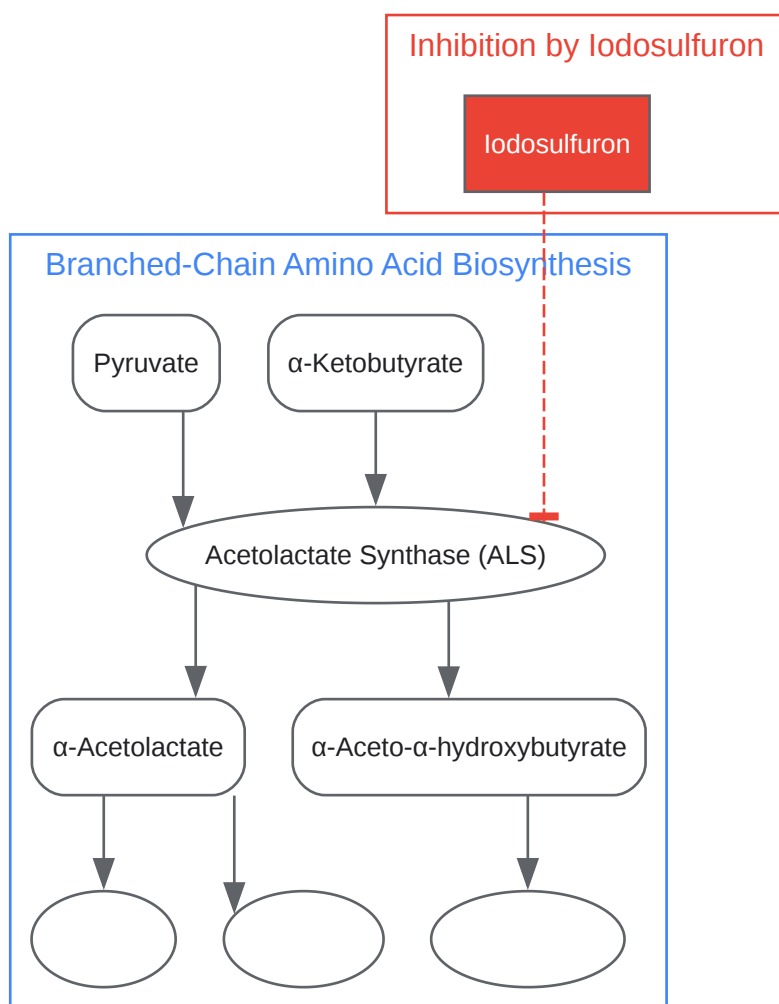 Inhibition by Iodosulfuron
Iodosulfuron
Branched-Chain Amino Acid Biosynthesis
Pyruvate
α-Ketobutyrate
Acetolactate Synthase (ALS)
α-Acetolactate
α-Aceto-α-hydroxybutyrate